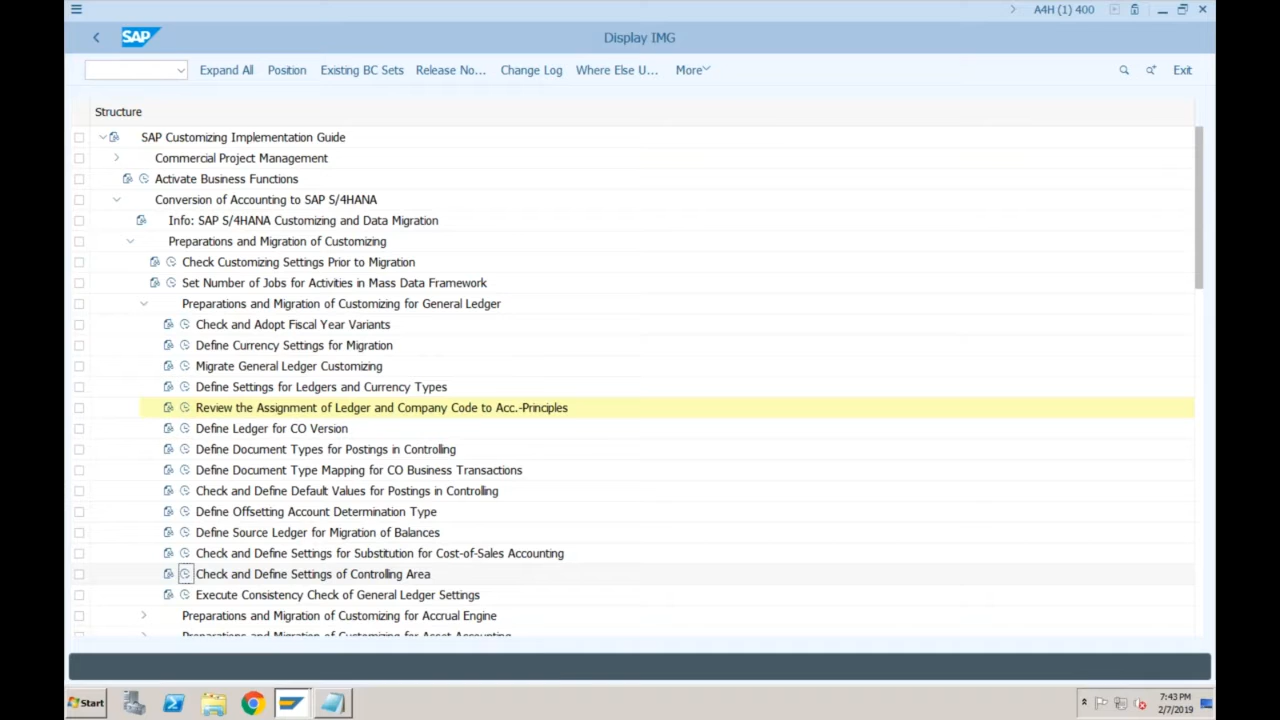 A4H (1) 400
SAP
Display IMG
Expand All Position Existing BC Sets Release No... Change Log Where Else U... More Exit
Structure
SAP Customizing Implementation Guide
Commercial Project Management
Activate Business Functions
Conversion of Accounting to SAP S/4HANA
Info: SAP S/4HANA Customizing and Data Migration
Preparations and Migration of Customizing
Check Customizing Settings Prior to Migration
Set Number of Jobs for Activities in Mass Data Framework
Preparations and Migration of Customizing for General Ledger
Check and Adopt Fiscal Year Variants
Define Currency Settings for Migration
Migrate General Ledger Customizing
Define Settings for Ledgers and Currency Types
Review the Assignment of Ledger and Company Code to Acc.-Principles
Define Ledger for CO Version
Define Document Types for Postings in Controlling
Define Document Type Mapping for CO Business Transactions
Check and Define Default Values for Postings in Controlling
Define Offsetting Account Determination Type
Define Source Ledger for Migration of Balances
Check and Define Settings for Substitution for Cost-of-Sales Accounting
Check and Define Settings of Controlling Area
Execute Consistency Check of General Ledger Settings
Preparations and Migration of Customizing for Accrual Engine
Preparations and Migration of Customizing for Asset Accounting
Start
7:43 PM
2/7/2019